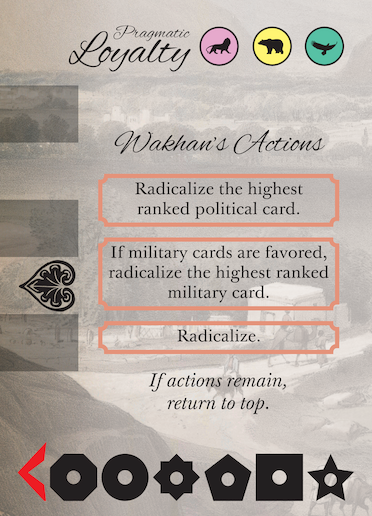 Pragmatic
Loyalty
Wakhan's Actions
Radicalize the highest
ranked political card.
If military cards are favored,
radicalize the highest ranked
military card.
Radicalize.
If actions remain,
return to top.